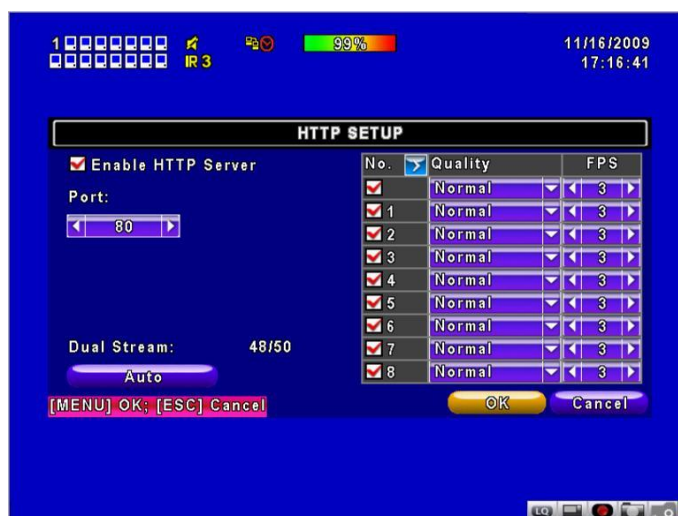 1 99% 11/16/2009
IR 3 17:16:41
HTTP SETUP
Enable HTTP Server
Port:
80
Dual Stream: 48/50
Auto
No. Quality FPS
Normal 3
1 Normal 3
2 Normal 3
3 Normal 3
4 Normal 3
5 Normal 3
6 Normal 3
7 Normal 3
8 Normal 3
[MENU] OK; [ESC] Cancel
OK Cancel
LQ